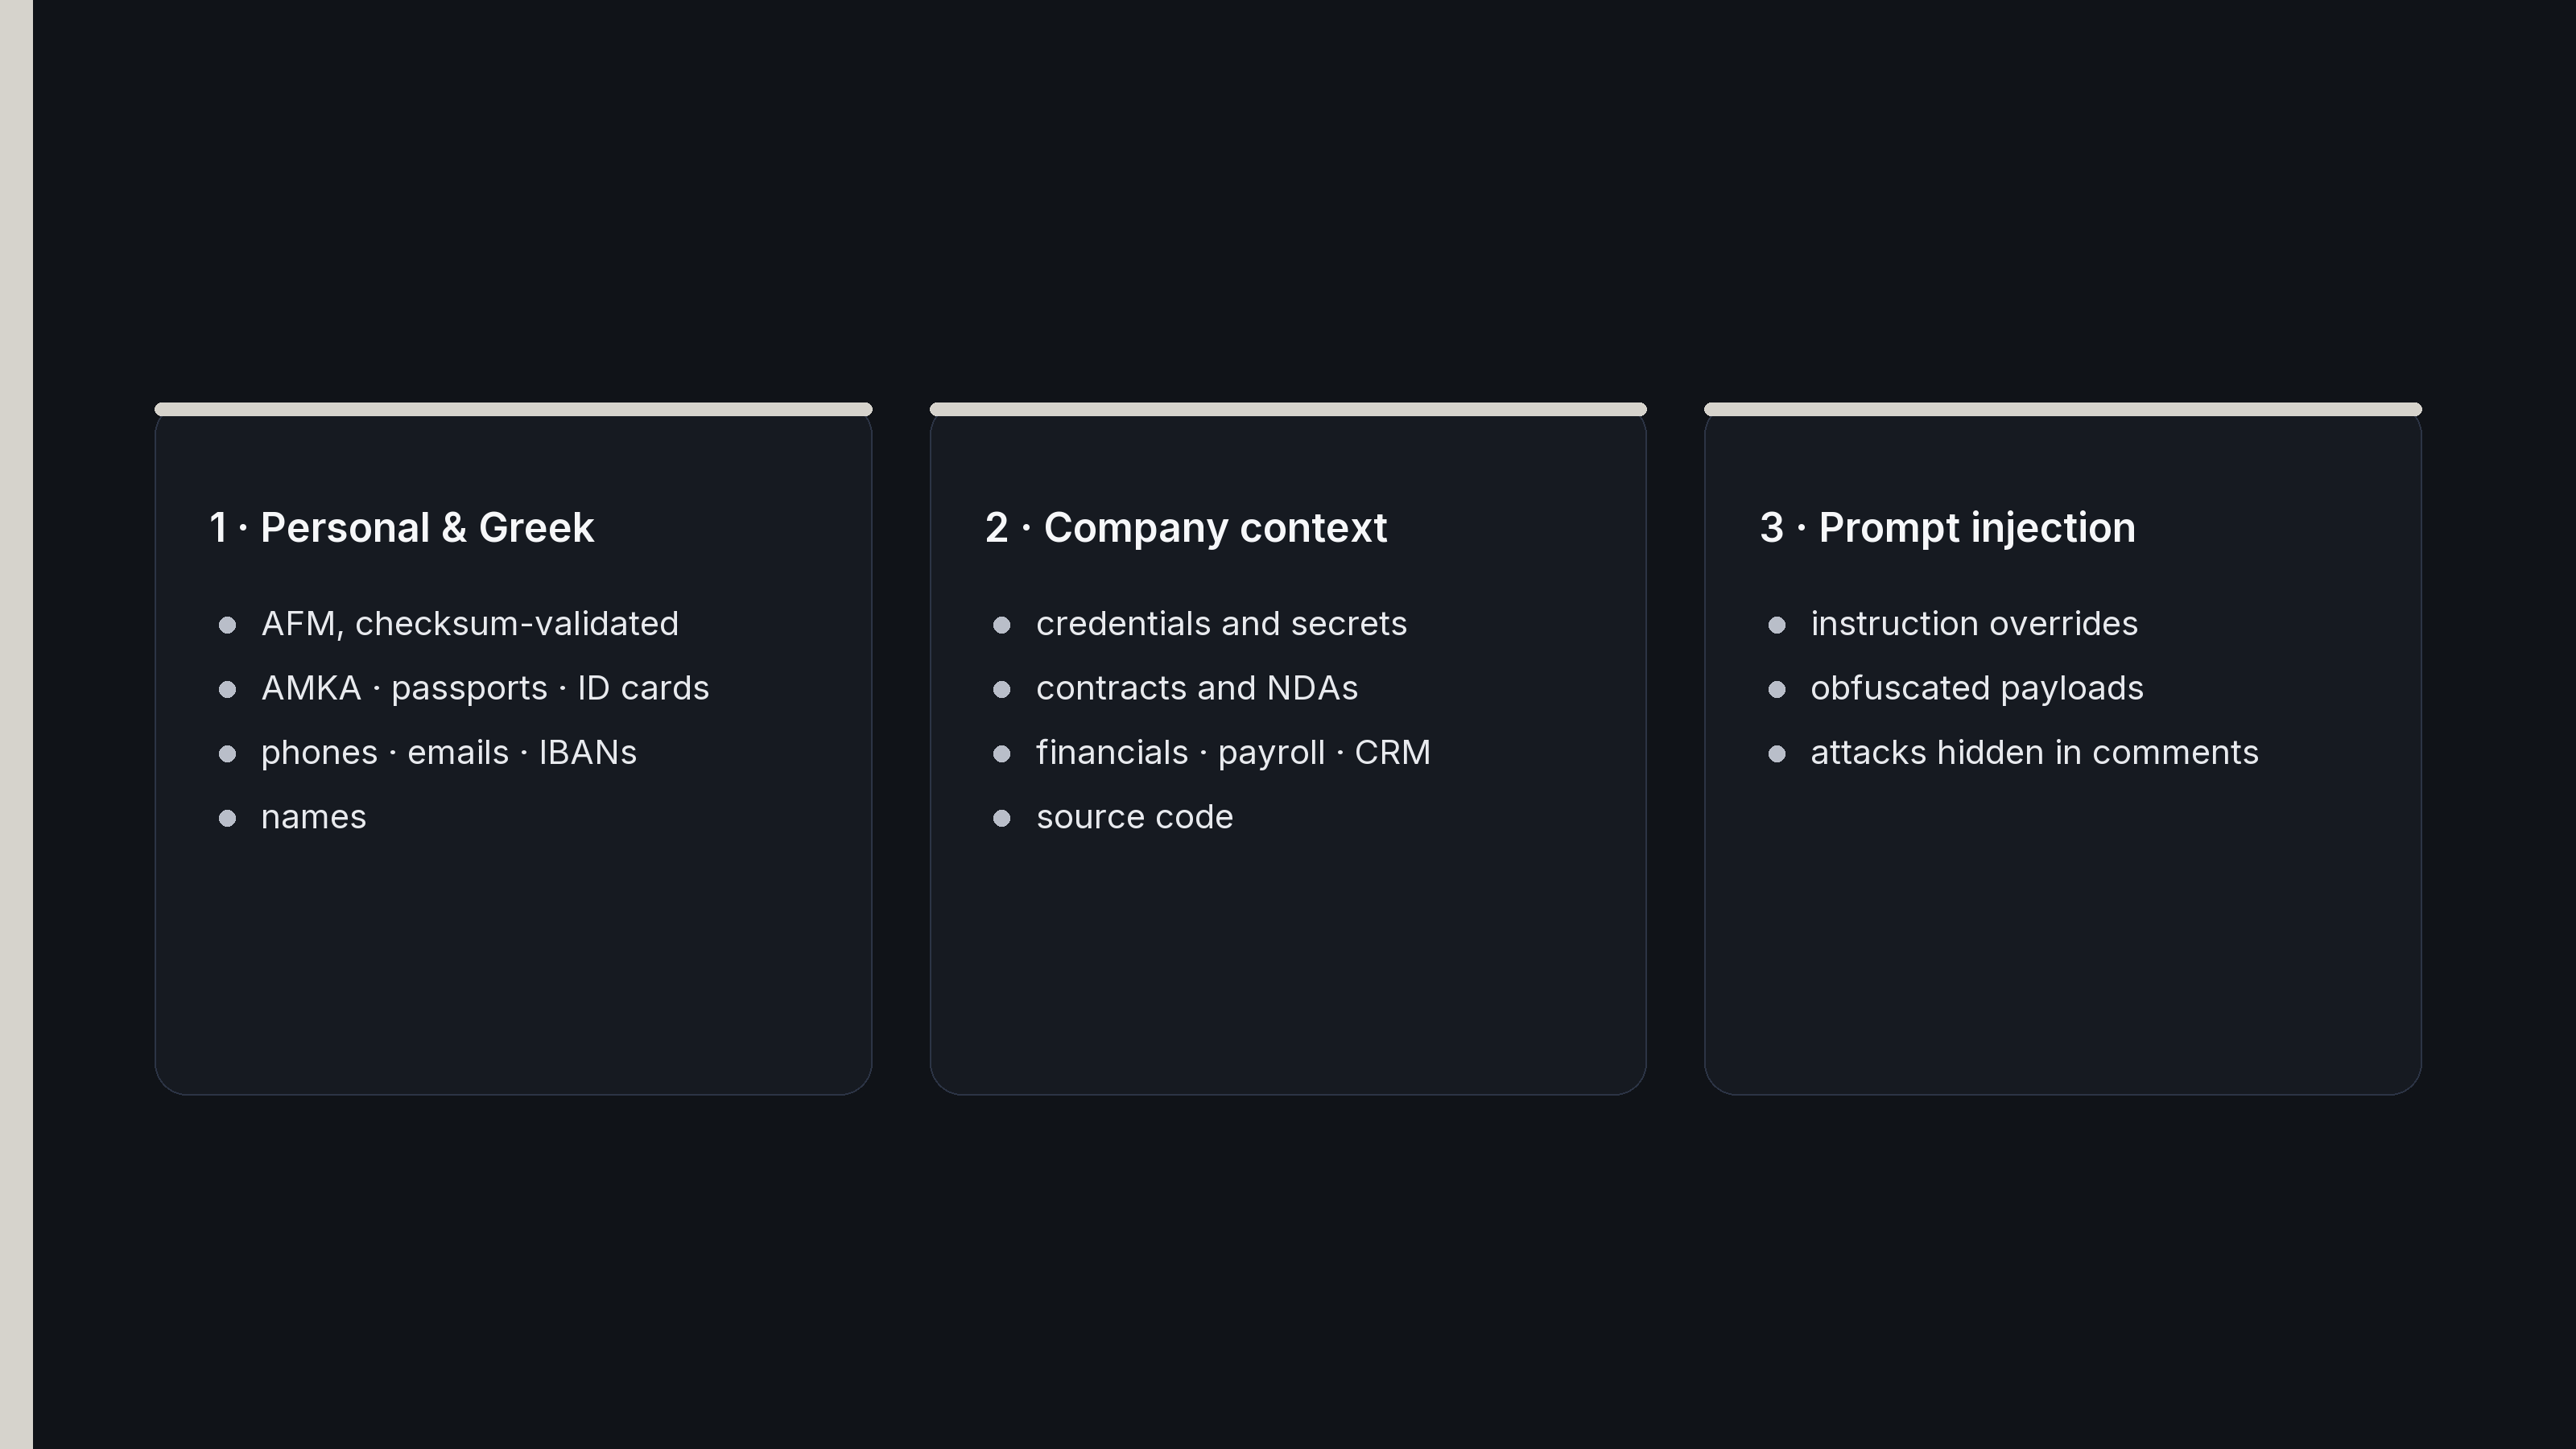 1 · Personal & Greek
AFM, checksum-validated
AMKA · passports · ID cards
phones · emails · IBANs
names
2 · Company context
credentials and secrets
contracts and NDAs
financials · payroll · CRM
source code
3 · Prompt injection
instruction overrides
obfuscated payloads
attacks hidden in comments